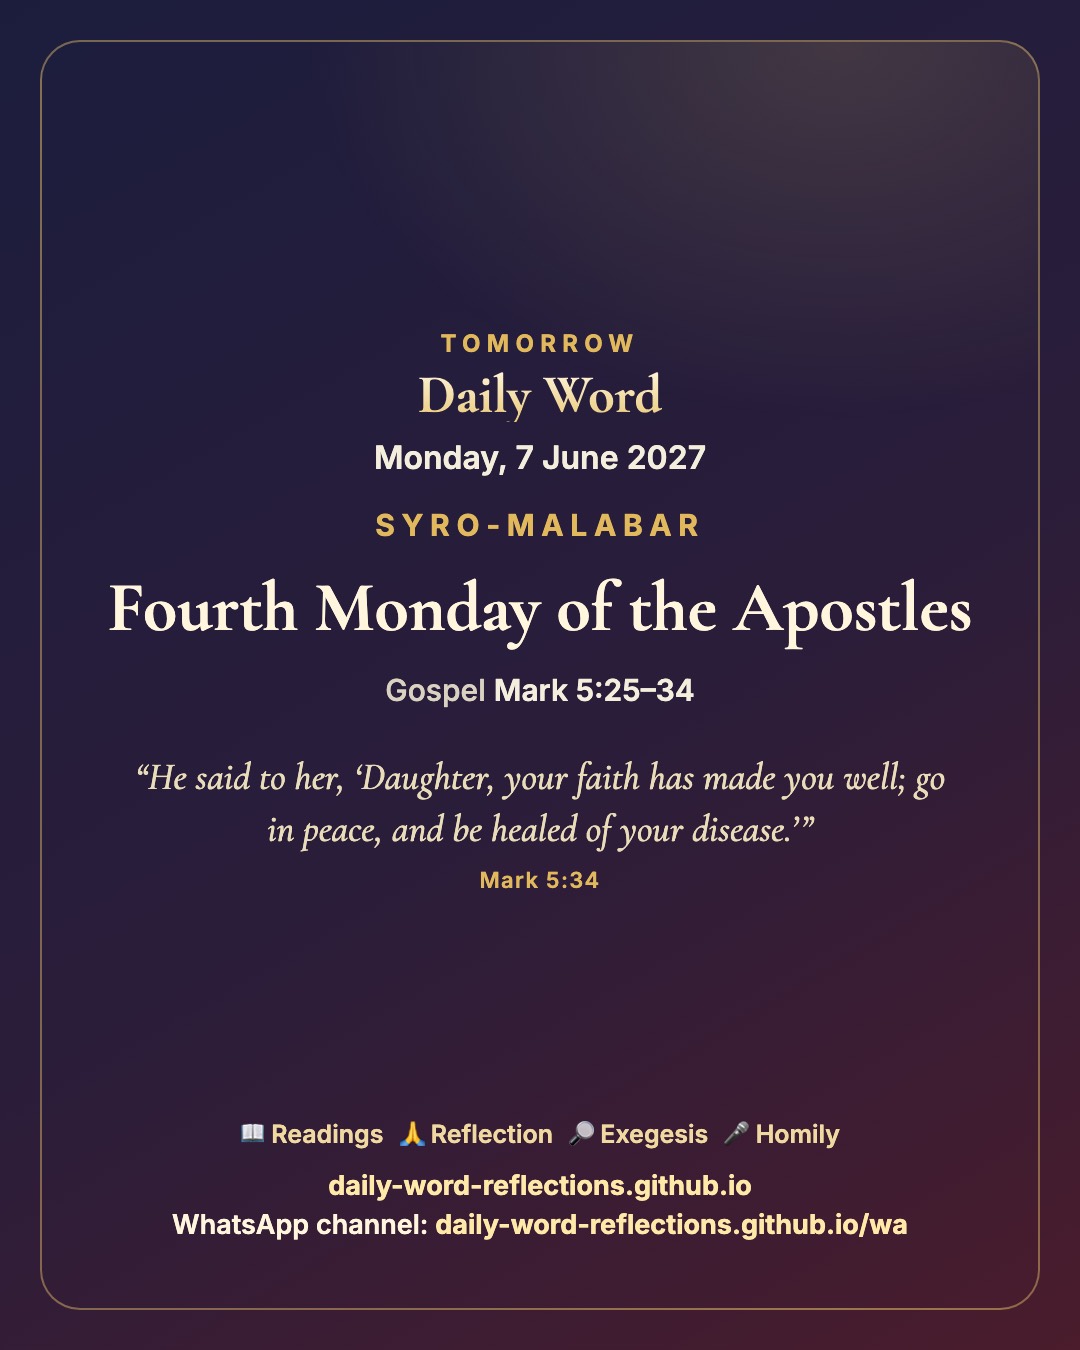 TOMORROW
Daily Word
Monday, 7 June 2027
SYRO-MALABAR
Fourth Monday of the Apostles
Gospel Mark 5:25–34
“He said to her, ‘Daughter, your faith has made you well; go
in peace, and be healed of your disease.’”
Mark 5:34
📖 Readings 🙏 Reflection 🔎 Exegesis 🎤 Homily
daily-word-reflections.github.io
WhatsApp channel: daily-word-reflections.github.io/wa